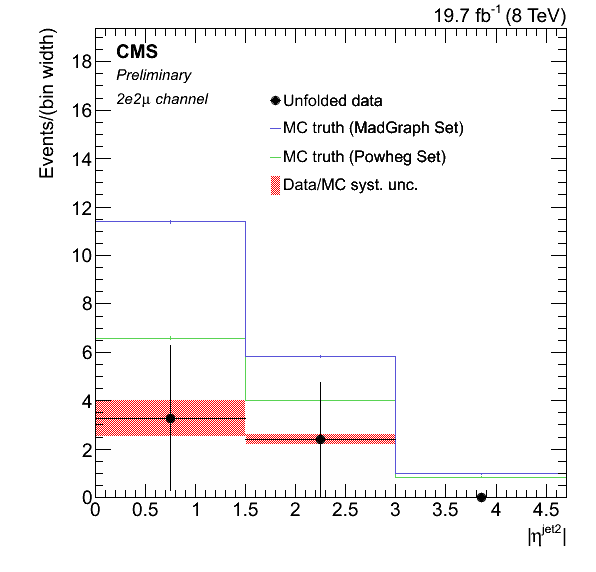 19.7 fb⁻¹ (8 TeV)
Events/(bin width)
CMS
Preliminary
2e2μ channel
Unfolded data
MC truth (MadGraph Set)
MC truth (Powheg Set)
Data/MC syst. unc.
18
16
14
12
10
8
6
4
2
0
0 0.5 1 1.5 2 2.5 3 3.5 4 4.5
|η^jet2|